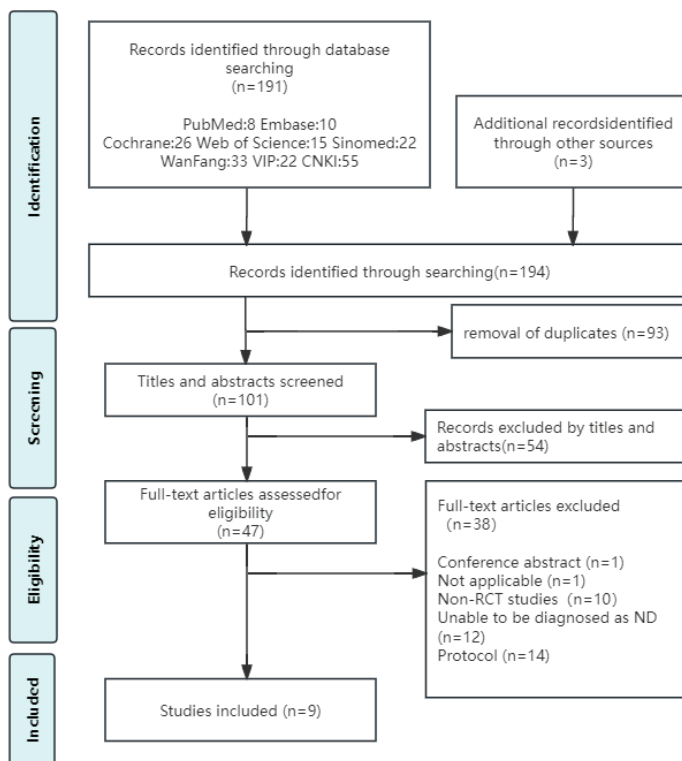 Identification
Records identified through database
searching
(n=191)
PubMed:8 Embase:10
Cochrane:26 Web of Science:15 Sinomed:22
WanFang:33 VIP:22 CNKI:55
Additional recordsidentified
through other sources
(n=3)
Records identified through searching(n=194)
removal of duplicates (n=93)
Screening
Titles and abstracts screened
(n=101)
Records excluded by titles and
abstracts(n=54)
Eligibility
Full-text articles assessedfor
eligibility
(n=47)
Full-text articles excluded
(n=38)
Conference abstract (n=1)
Not applicable (n=1)
Non-RCT studies (n=10)
Unable to be diagnosed as ND
(n=12)
Protocol (n=14)
Included
Studies included (n=9)